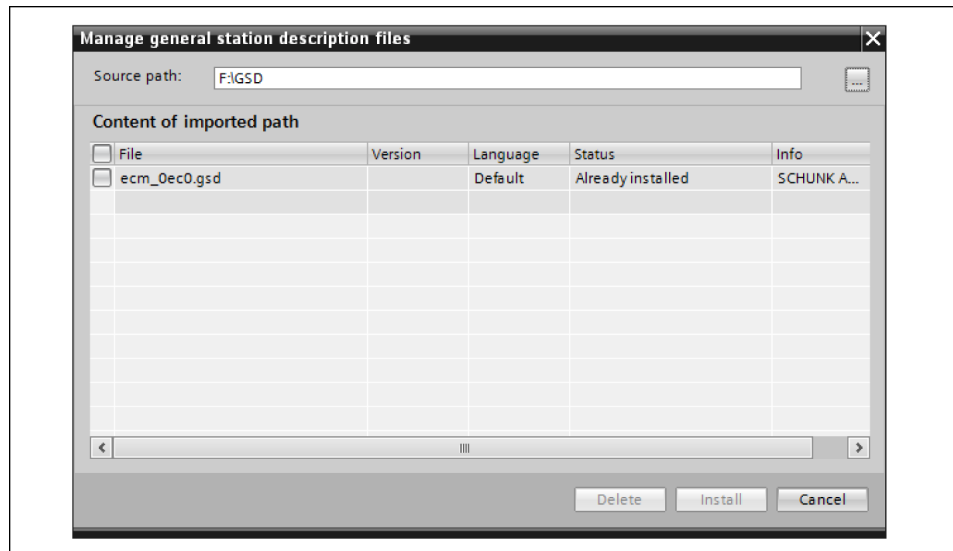 Manage general station description files
Source path: F:\GSD ...
Content of imported path
File Version Language Status Info
ecm_0ec0.gsd Default Already installed SCHUNK A...
Delete Install Cancel